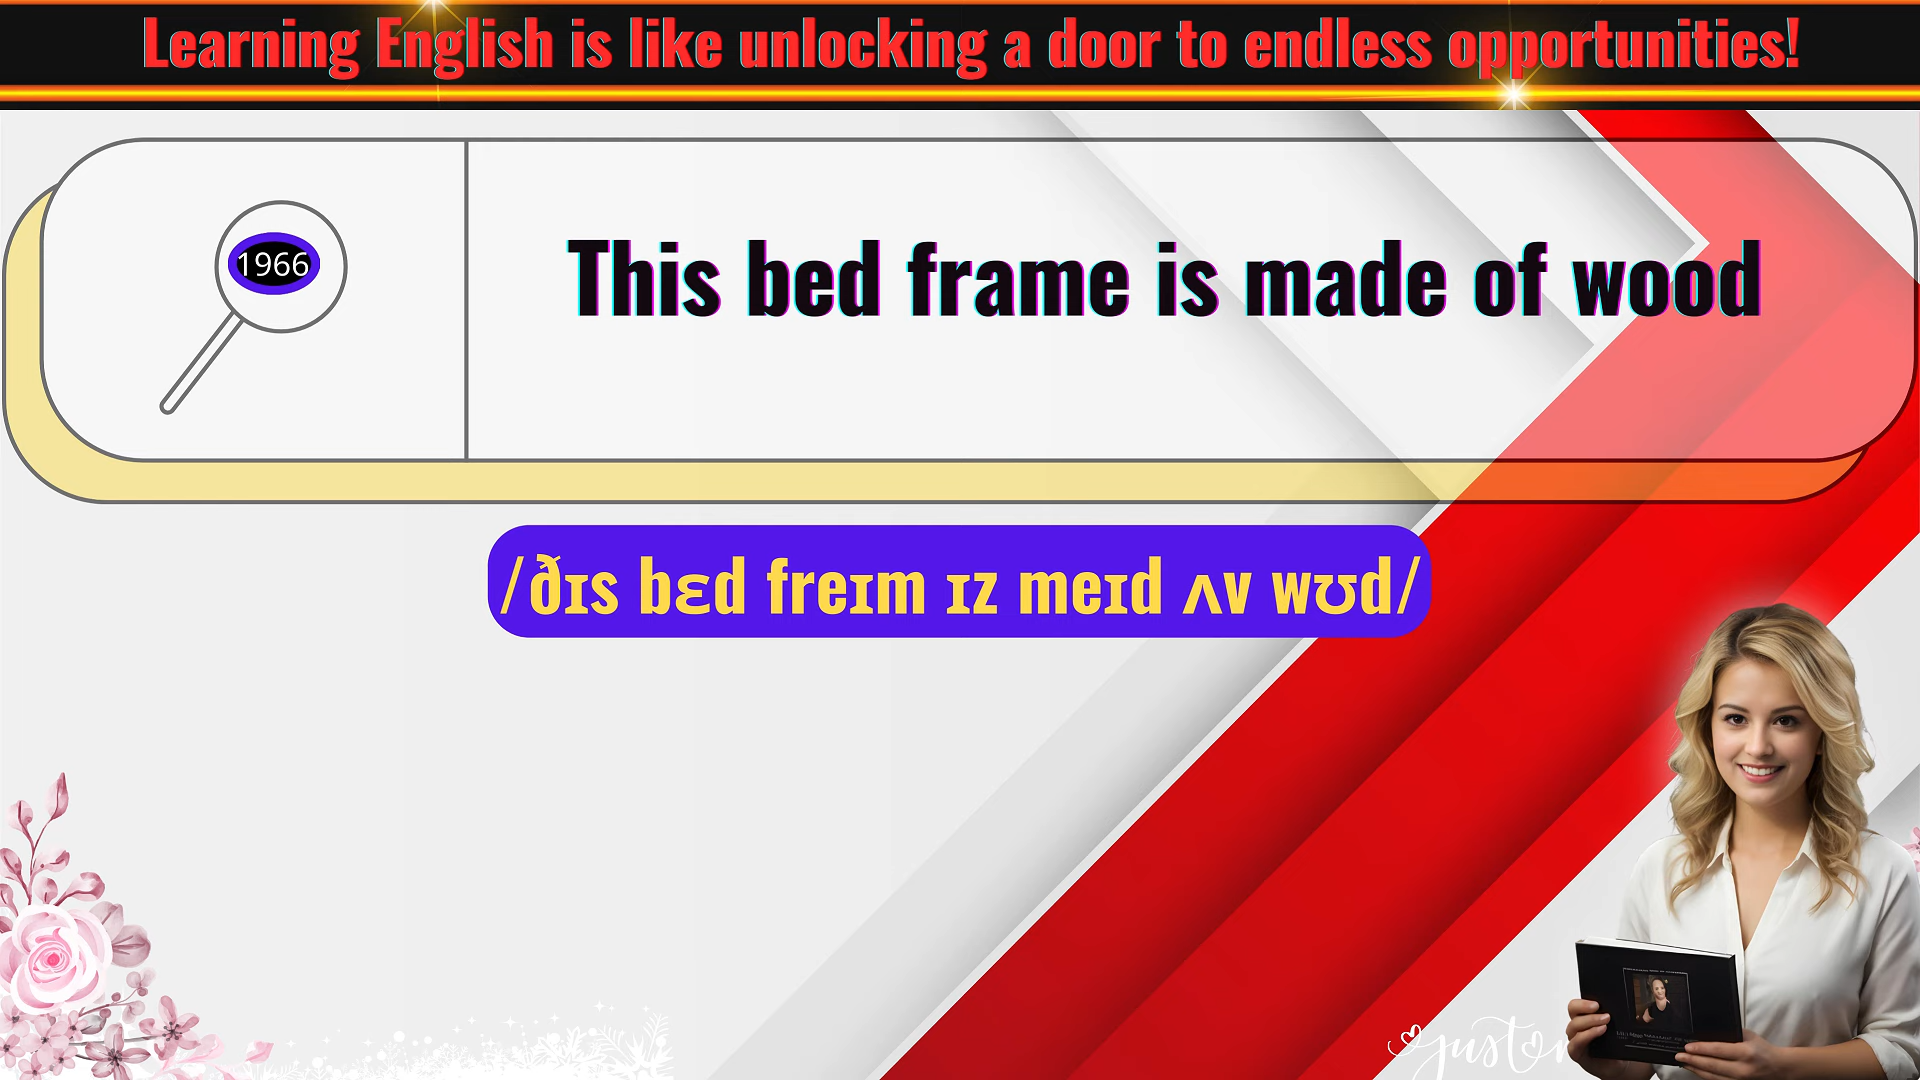 Learning English is like unlocking a door to endless opportunities!
1966
This bed frame is made of wood
/ðɪs bɛd freɪm ɪz meɪd ʌv wʊd/
just